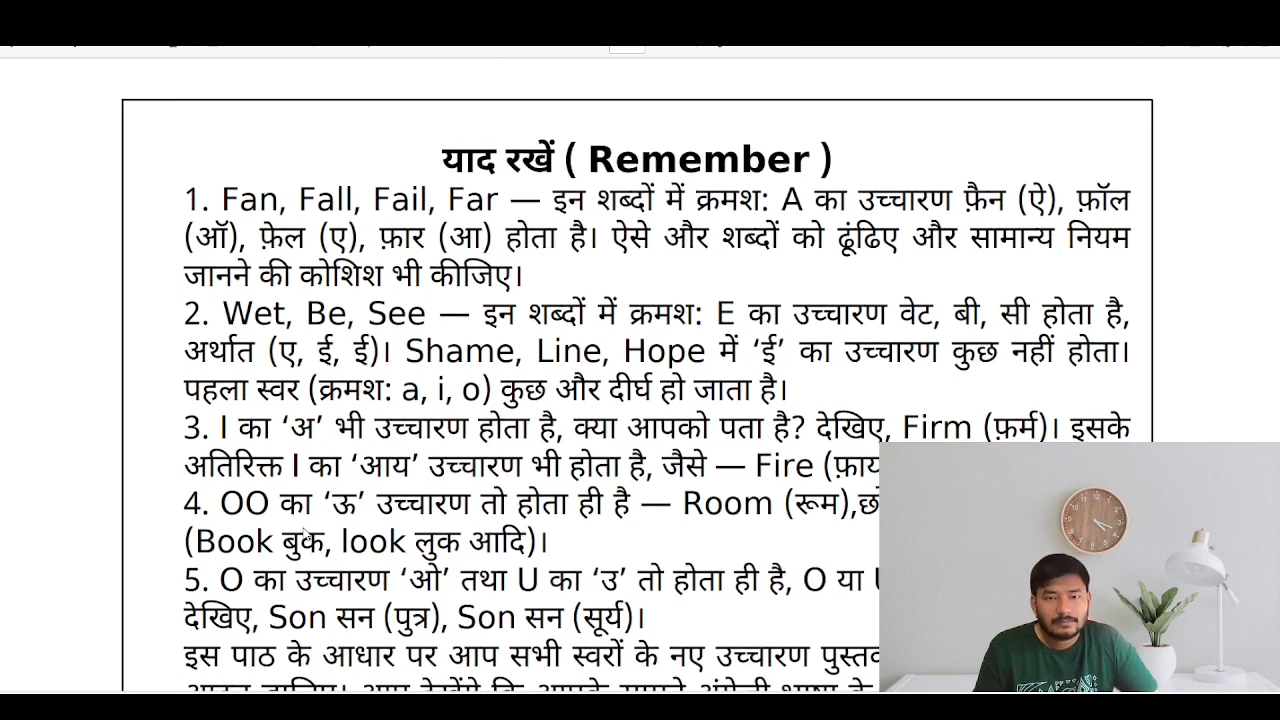 याद रखें ( Remember )
1. Fan, Fall, Fail, Far — इन शब्दों में क्रमश: A का उच्चारण फ़ैन (ऐ), फ़ॉल
(ऑ), फ़ेल (ए), फ़ार (आ) होता है। ऐसे और शब्दों को ढूंढिए और सामान्य नियम
जानने की कोशिश भी कीजिए।
2. Wet, Be, See — इन शब्दों में क्रमश: E का उच्चारण वेट, बी, सी होता है,
अर्थात (ए, ई, ई)। Shame, Line, Hope में ‘ई’ का उच्चारण कुछ नहीं होता।
पहला स्वर (क्रमश: a, i, o) कुछ और दीर्घ हो जाता है।
3. I का ‘अ’ भी उच्चारण होता है, क्या आपको पता है? देखिए, Firm (फ़र्म)। इसके
अतिरिक्त I का ‘आय’ उच्चारण भी होता है, जैसे — Fire (फ़ाय
4. OO का ‘ऊ’ उच्चारण तो होता ही है — Room (रूम),
(Book बुक, look लुक आदि)।
5. O का उच्चारण ‘ओ’ तथा U का ‘उ’ तो होता ही है, O या
देखिए, Son सन (पुत्र), Son सन (सूर्य)।
इस पाठ के आधार पर आप सभी स्वरों के नए उच्चारण